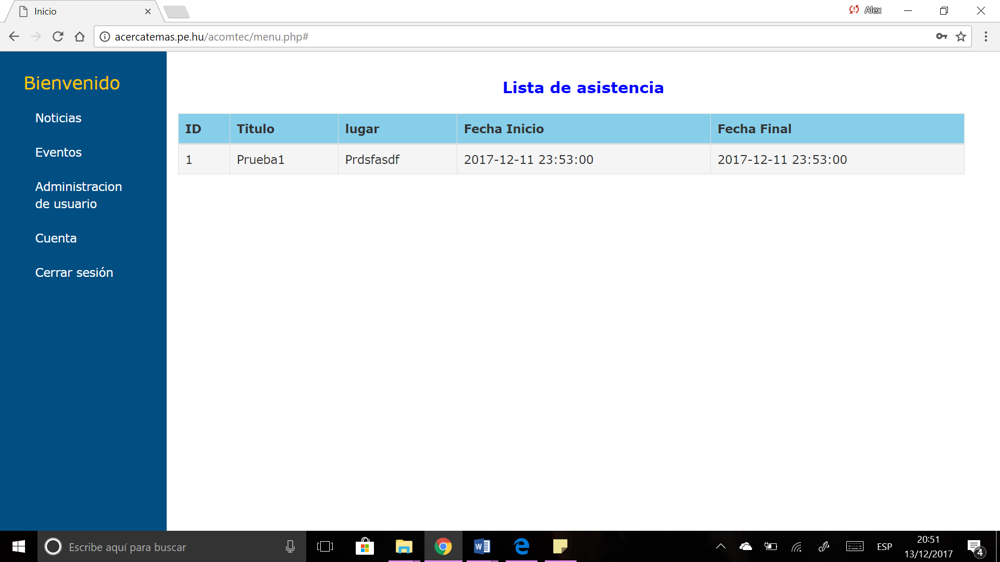 Inicio
Alex
acercatemas.pe.hu/acomtec/menu.php#
Bienvenido
Noticias
Eventos
Administracion
de usuario
Cuenta
Cerrar sesión
Lista de asistencia
ID Titulo lugar Fecha Inicio Fecha Final
1 Prueba1 Prdsfasdf 2017-12-11 23:53:00 2017-12-11 23:53:00
Escribe aquí para buscar
ESP
20:51
13/12/2017
4